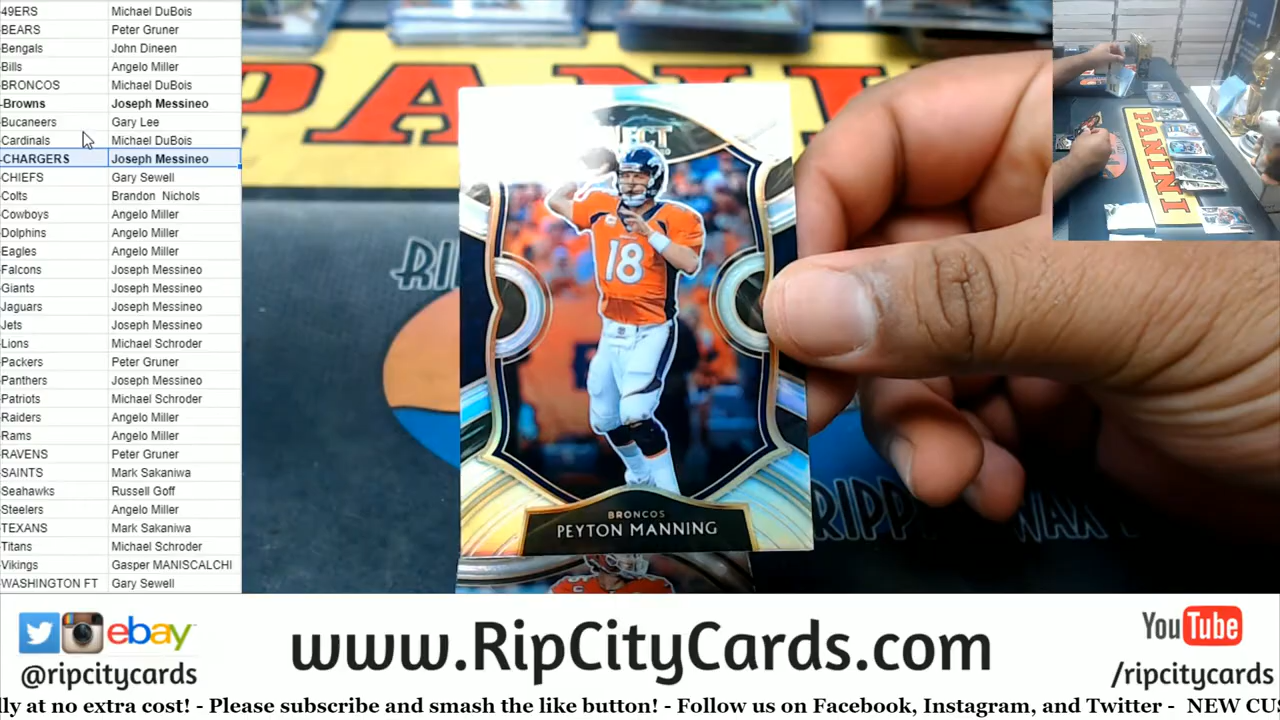 49ERS Michael DuBois
BEARS Peter Gruner
Bengals John Dineen
Bills Angelo Miller
BRONCOS Michael DuBois
-Browns Joseph Messineo
Bucaneers Gary Lee
Cardinals Michael DuBois
-CHARGERS Joseph Messineo
CHIEFS Gary Sewell
Colts Brandon Nichols
Cowboys Angelo Miller
Dolphins Angelo Miller
Eagles Angelo Miller
Falcons Joseph Messineo
Giants Joseph Messineo
Jaguars Joseph Messineo
Jets Joseph Messineo
Lions Michael Schroder
Packers Peter Gruner
Panthers Joseph Messineo
Patriots Michael Schroder
Raiders Angelo Miller
Rams Angelo Miller
RAVENS Peter Gruner
SAINTS Mark Sakaniwa
Seahawks Russell Goff
Steelers Angelo Miller
TEXANS Mark Sakaniwa
Titans Michael Schroder
Vikings Gasper MANISCALCHI
WASHINGTON FT Gary Sewell
PANINI
18
BRONCOS
PEYTON MANNING
PANINI
ebay
@ripcitycards
www.RipCityCards.com
YouTube
/ripcitycards
lly at no extra cost! - Please subscribe and smash the like button! - Follow us on Facebook, Instagram, and Twitter - NEW CUS